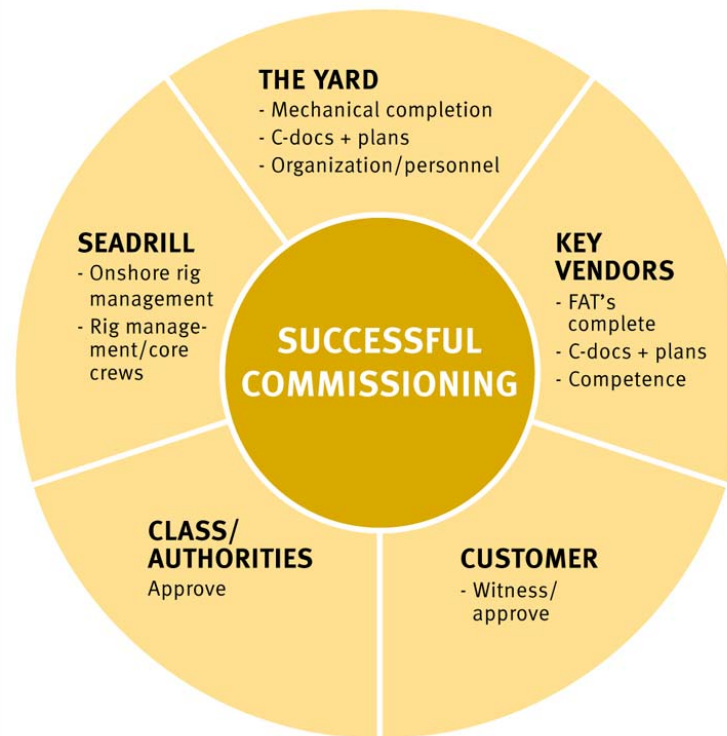 THE YARD
- Mechanical completion
- C-docs + plans
- Organization/personnel
KEY
VENDORS
- FAT's
complete
- C-docs + plans
- Competence
CUSTOMER
- Witness/
approve
CLASS/
AUTHORITIES
Approve
SEADRILL
- Onshore rig
management
- Rig manage-
ment/core
crews
SUCCESSFUL
COMMISSIONING